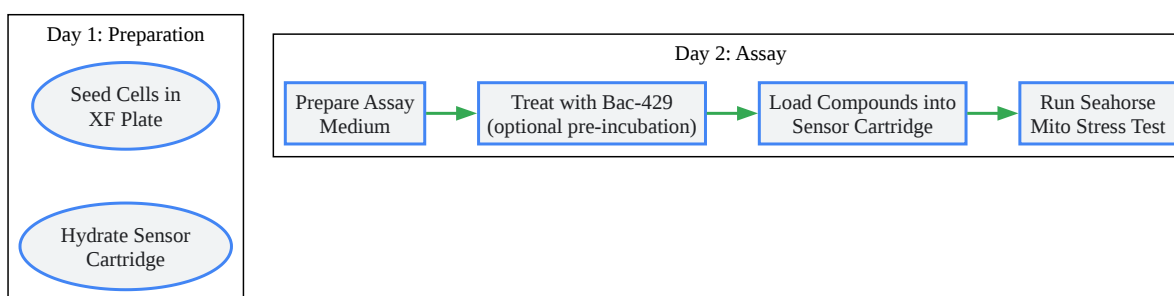 Day 1: Preparation
Seed Cells in
XF Plate
Hydrate Sensor
Cartridge
Day 2: Assay
Prepare Assay
Medium
Treat with Bac-429
(optional pre-incubation)
Load Compounds into
Sensor Cartridge
Run Seahorse
Mito Stress Test